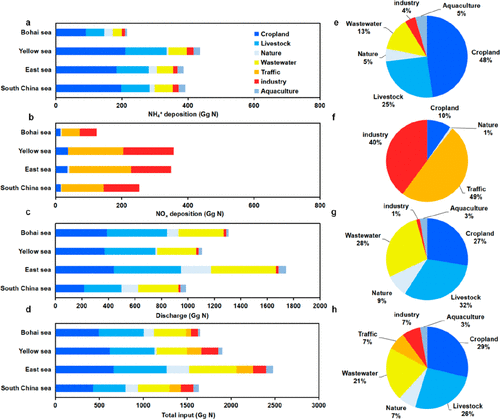 a
Bohai sea
Yellow sea
East sea
South China sea
Cropland
Livestock
Nature
Wastewater
Traffic
industry
Aquaculture
0 200 400 600 800
NH₄⁺ deposition (Gg N)
b
Bohai sea
Yellow sea
East sea
South China sea
0 200 400 600 800
NOₓ deposition (Gg N)
c
Bohai sea
Yellow sea
East sea
South China sea
0 200 400 600 800 1000 1200 1400 1600 1800 2000
Discharge (Gg N)
d
Bohai sea
Yellow sea
East sea
South China sea
0 500 1000 1500 2000 2500 3000
Total input (Gg N)
e
industry 4%
Aquaculture 5%
Wastewater 13%
Nature 5%
Livestock 25%
Cropland 48%
f
Cropland 10%
Nature 1%
industry 40%
Traffic 49%
g
industry 1%
Aquaculture 3%
Wastewater 28%
Cropland 27%
Nature 9%
Livestock 32%
h
industry 7%
Aquaculture 3%
Traffic 7%
Cropland 29%
Wastewater 21%
Nature 7%
Livestock 26%